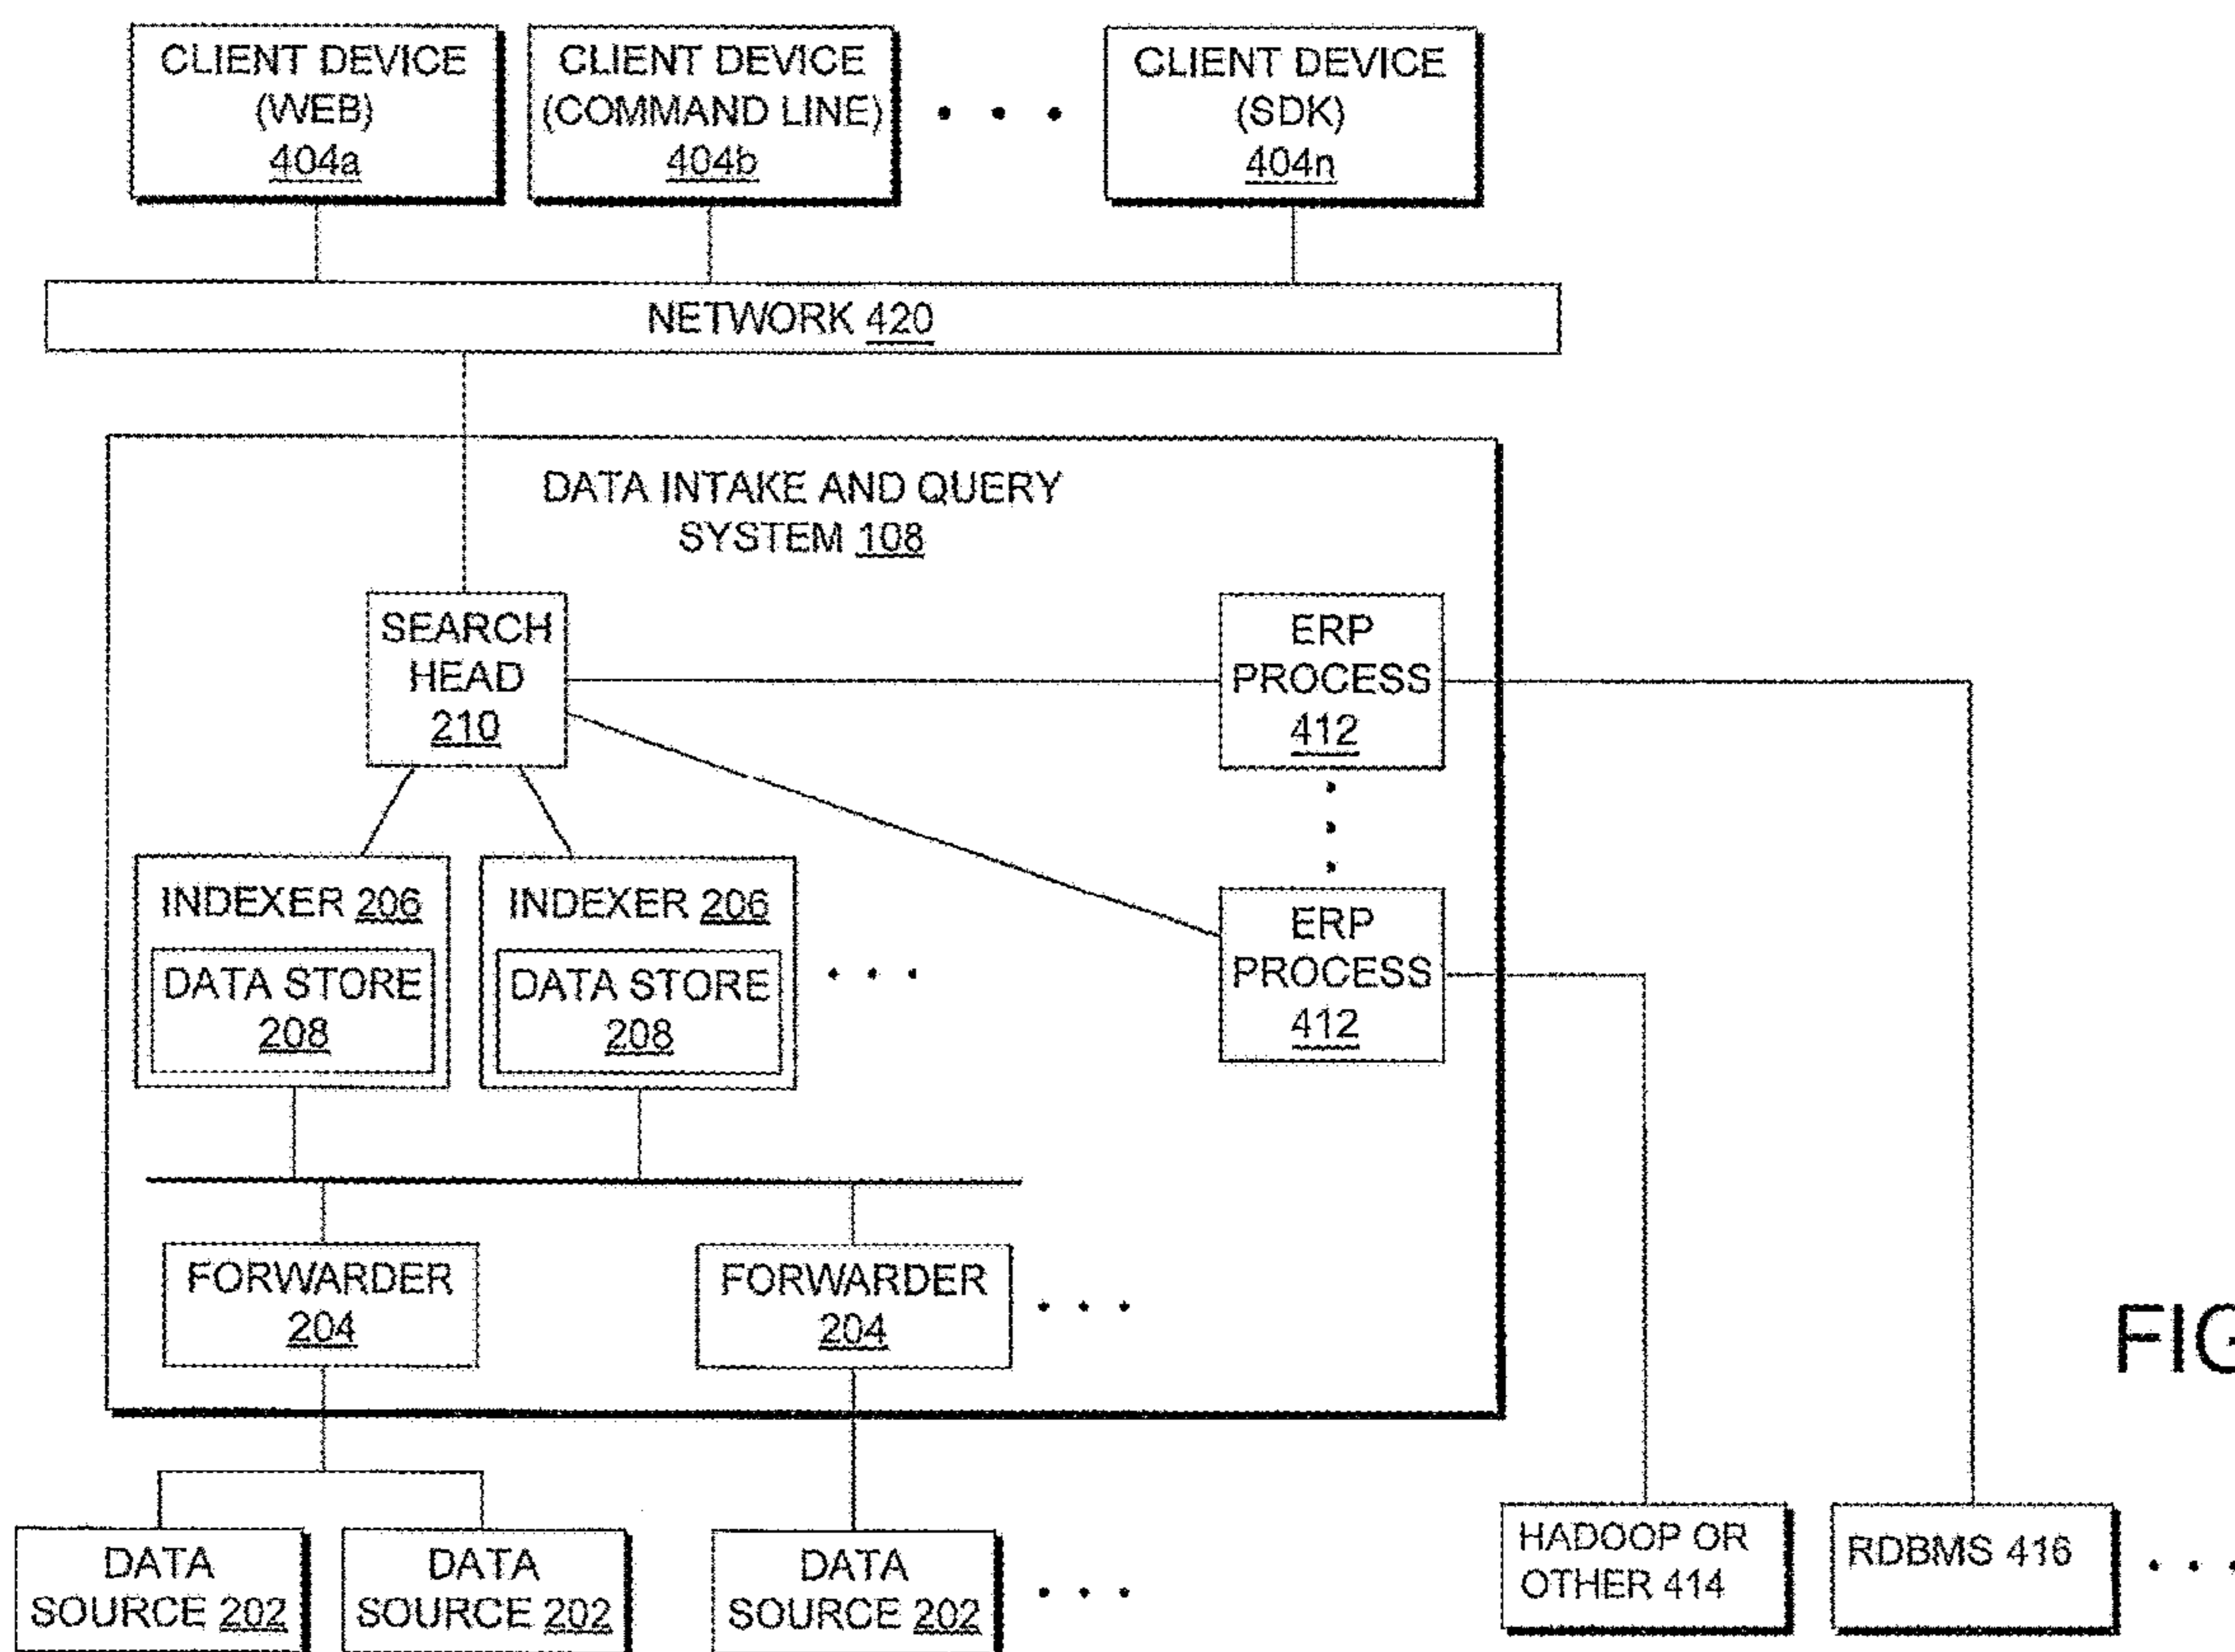 CLIENT DEVICE
(WEB)
404a
CLIENT DEVICE
(COMMAND LINE)
404b
CLIENT DEVICE
(SDK)
404n
NETWORK 420
DATA INTAKE AND QUERY
SYSTEM 108
SEARCH
HEAD
210
ERP
PROCESS
412
INDEXER 206
DATA STORE
208
INDEXER 206
DATA STORE
208
ERP
PROCESS
412
FORWARDER
204
FORWARDER
204
FIG
DATA
SOURCE 202
DATA
SOURCE 202
DATA
SOURCE 202
HADOOP OR
OTHER 414
RDBMS 416